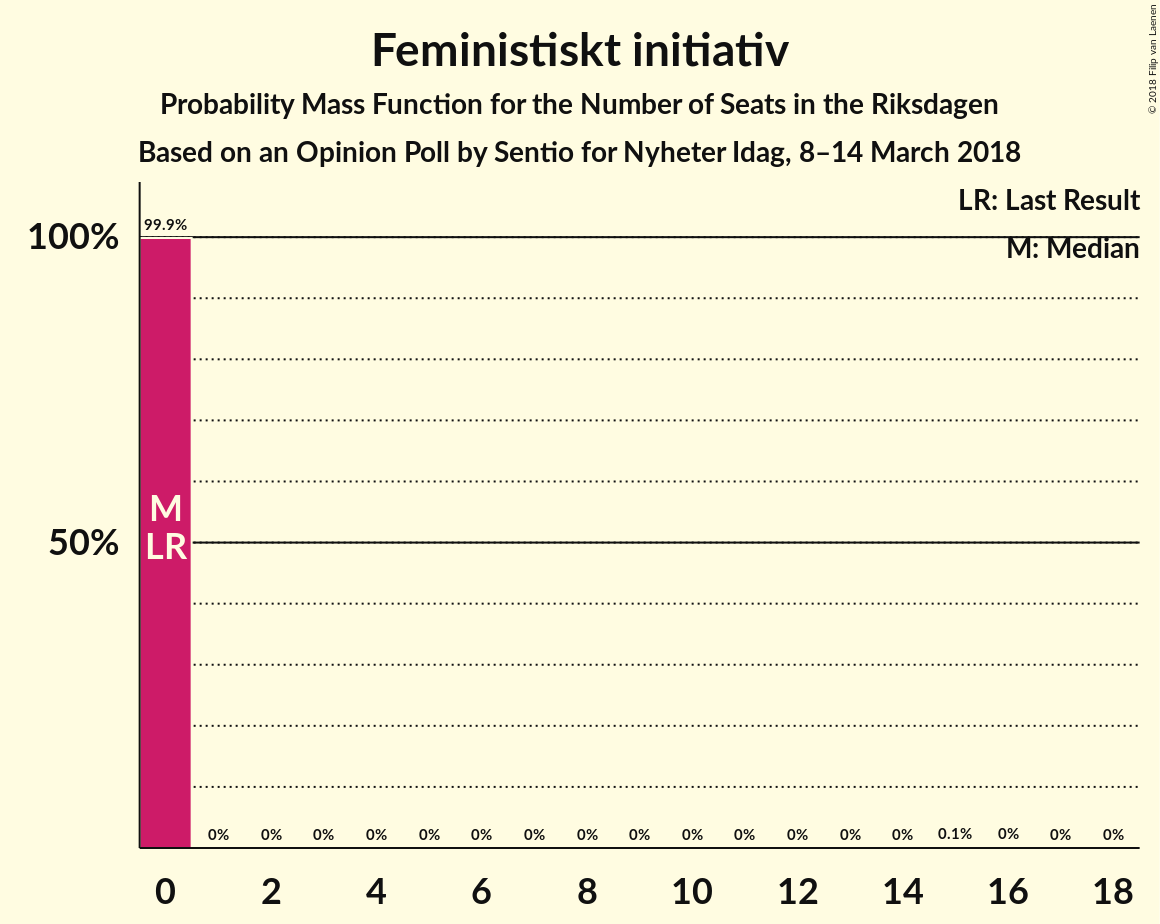 Feministiskt initiativ
Probability Mass Function for the Number of Seats in the Riksdagen
Based on an Opinion Poll by Sentio for Nyheter Idag, 8–14 March 2018
© 2018 Filip van Laenen
LR: Last Result
M: Median
99.9%
100%
50%
M
LR
0% 0% 0% 0% 0% 0% 0% 0% 0% 0% 0% 0% 0% 0% 0.1% 0% 0% 0%
0 2 4 6 8 10 12 14 16 18